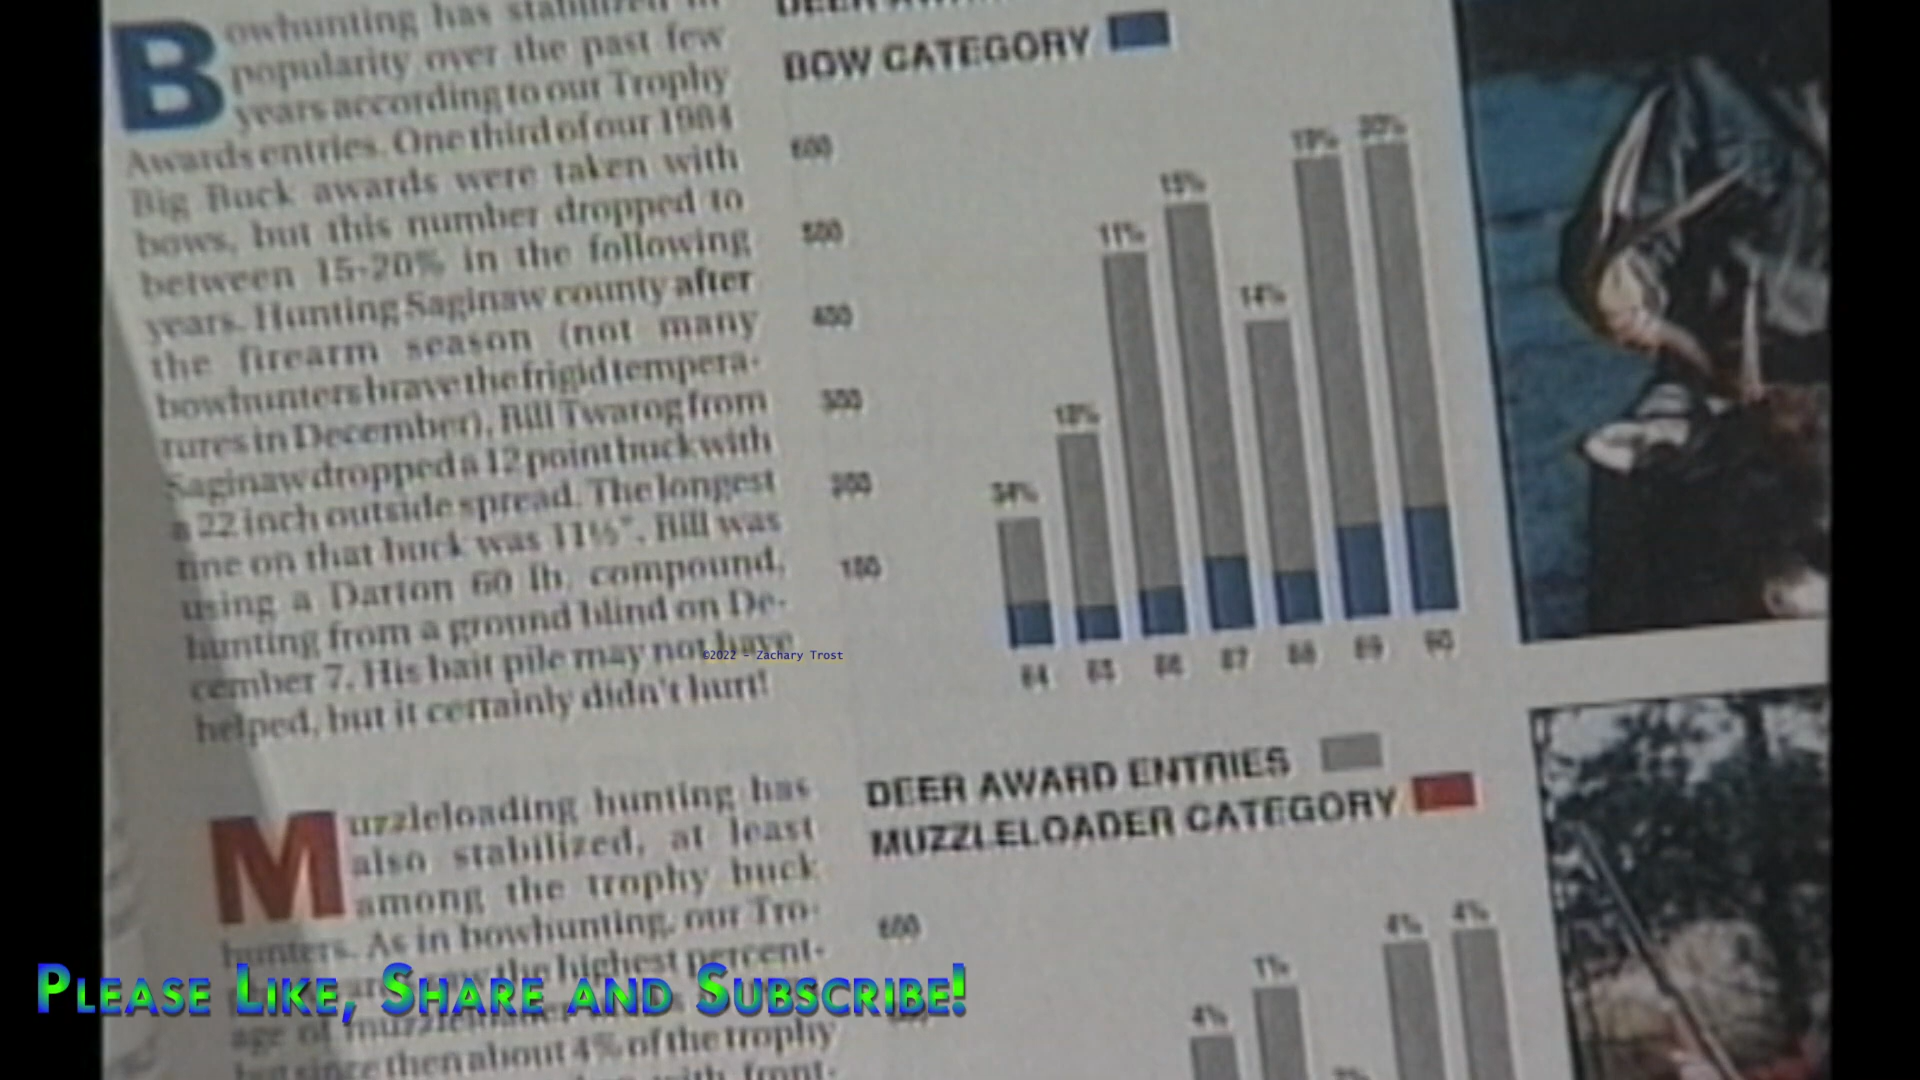 Bowhunting has stabilized in
popularity over the past few
years according to our Trophy
Awards entries. One third of our 1984
Big Buck awards were taken with
bows, but this number dropped to
between 15-20% in the following
years. Hunting Saginaw county after
the firearm season (not many
bowhunters brave the frigid tempera-
tures in December), Bill Twarog from
Saginaw dropped a 12 point buck with
a 22 inch outside spread. The longest
tine on that buck was 11½". Bill was
using a Darton 60 lb. compound,
hunting from a ground blind on De-
cember 7. His bait pile may not have
helped, but it certainly didn't hurt!
BOW CATEGORY
600
500
400
300
200
100
34%
11%
15%
14%
19%
20%
84
85
86
87
88
89
90
©2022 - Zachary Trost
Muzzleloading hunting has
also stabilized, at least
among the trophy buck
hunters. As in bowhunting, our Tro-
the highest percent-
age of muzzleloader
but since then about 4% of the trophy
with front-
DEER AWARD ENTRIES
MUZZLELOADER CATEGORY
600
4%
1%
4%
4%
Please Like, Share and Subscribe!